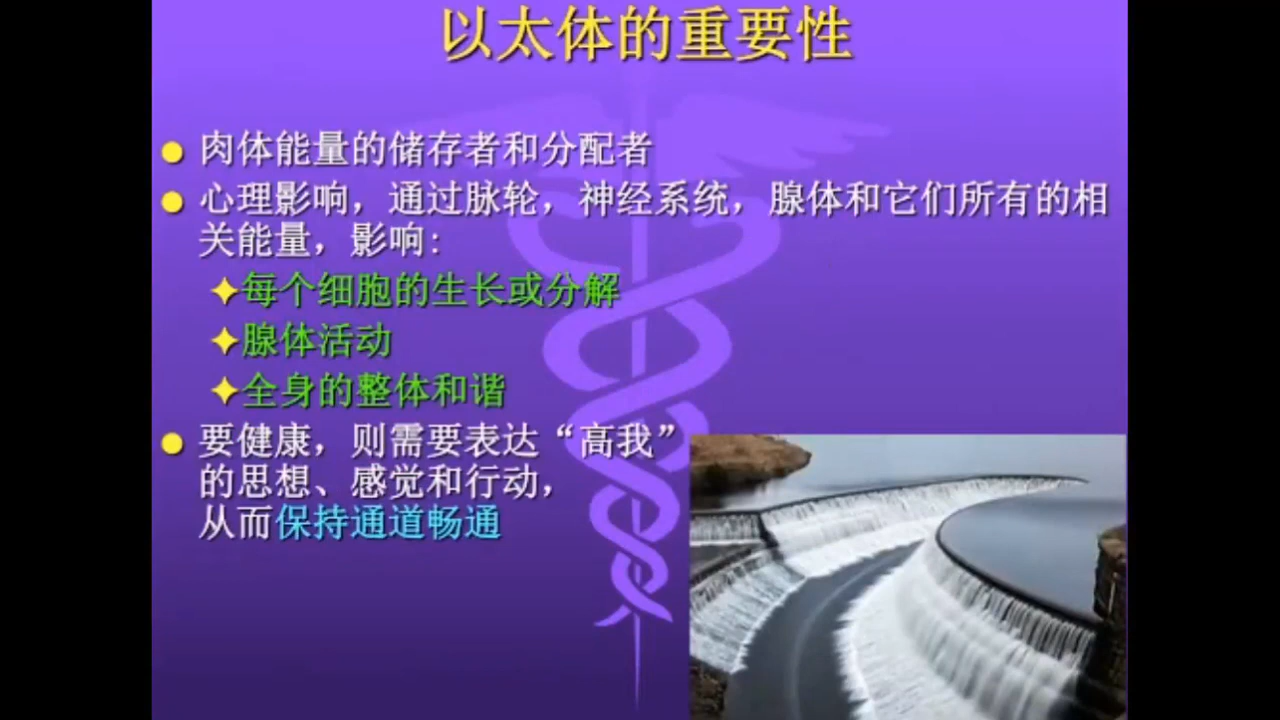 以太体的重要性
肉体能量的储存者和分配者
心理影响，通过脉轮，神经系统，腺体和它们所有的相
关能量，影响：
每个细胞的生长或分解
腺体活动
全身的整体和谐
要健康，则需要表达“高我”
的思想、感觉和行动，
从而保持通道畅通